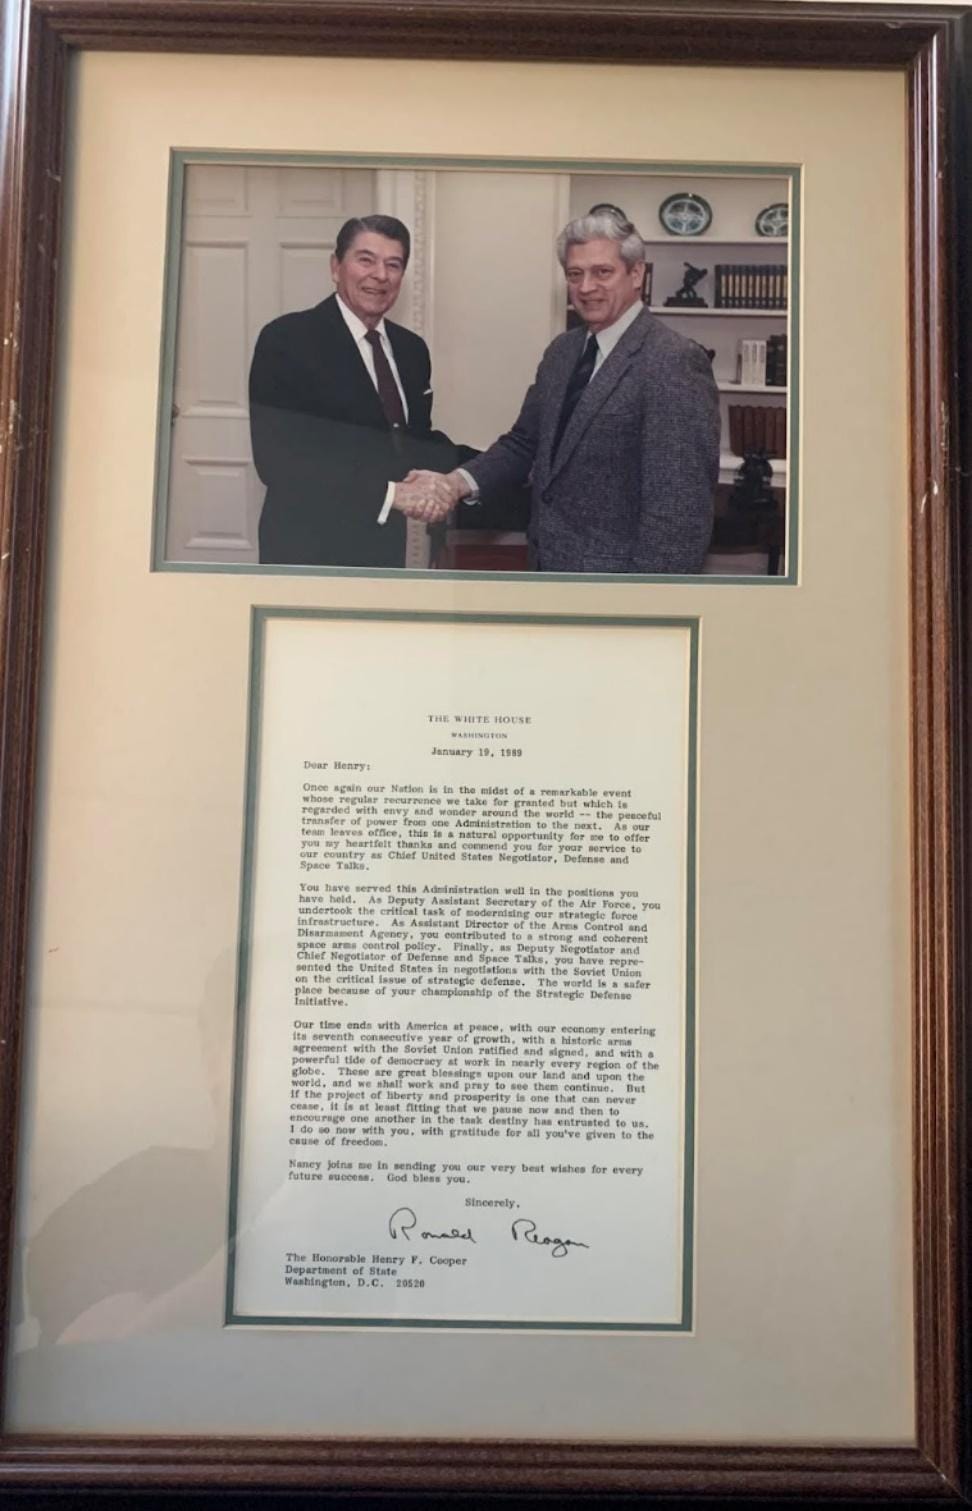 THE WHITE HOUSE
WASHINGTON
January 19, 1989
Dear Henry:
Once again our Nation is in the midst of a remarkable event
whose regular recurrence we take for granted but which is
regarded with envy and wonder around the world -- the peaceful
transfer of power from one Administration to the next. As our
team leaves office, this is a natural opportunity for me to offer
you my heartfelt thanks and commend you for your service to
our country as Chief United States Negotiator, Defense and
Space Talks.
You have served this Administration well in the positions you
have held. As Deputy Assistant Secretary of the Air Force, you
undertook the critical task of modernizing our strategic force
infrastructure. As Assistant Director of the Arms Control and
Disarmament Agency, you contributed to a strong and coherent
space arms control policy. Finally, as Deputy Negotiator and
Chief Negotiator of Defense and Space Talks, you have repre-
sented the United States in negotiations with the Soviet Union
on the critical issue of strategic defense. The world is a safer
place because of your championship of the Strategic Defense
Initiative.
Our time ends with America at peace, with our economy entering
its seventh consecutive year of growth, with a historic arms
agreement with the Soviet Union ratified and signed, and with a
powerful tide of democracy at work in nearly every region of the
globe. These are great blessings upon our land and upon the
world, and we shall work and pray to see them continue. But
if the project of liberty and prosperity is one that can never
cease, it is at least fitting that we pause now and then to
encourage one another in the task destiny has entrusted to us.
I do so now with you, with gratitude for all you've given to the
cause of freedom.
Nancy joins me in sending you our very best wishes for every
future success. God bless you.
Sincerely,
Ronald Reagan
The Honorable Henry F. Cooper
Department of State
Washington, D.C. 20520